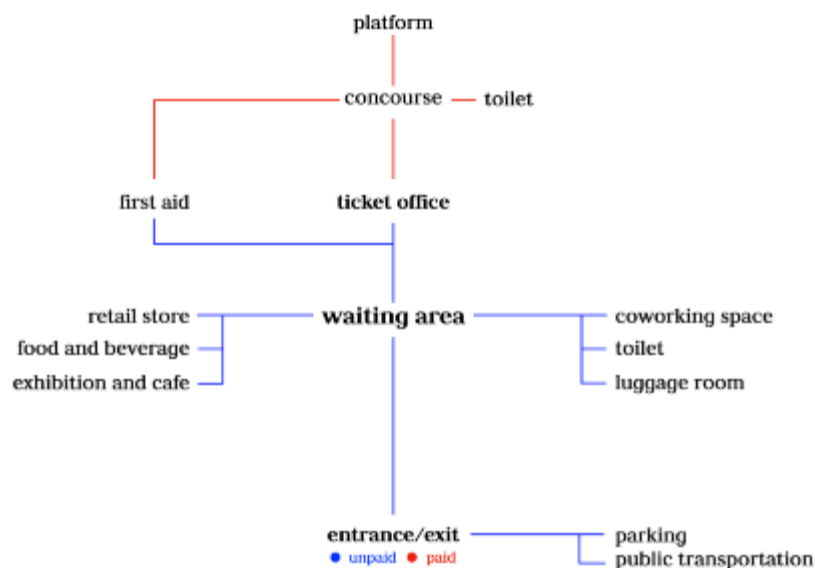 platform
concourse
toilet
first aid
ticket office
retail store
waiting area
coworking space
food and beverage
toilet
exhibition and cafe
luggage room
entrance/exit
parking
unpaid
paid
public transportation